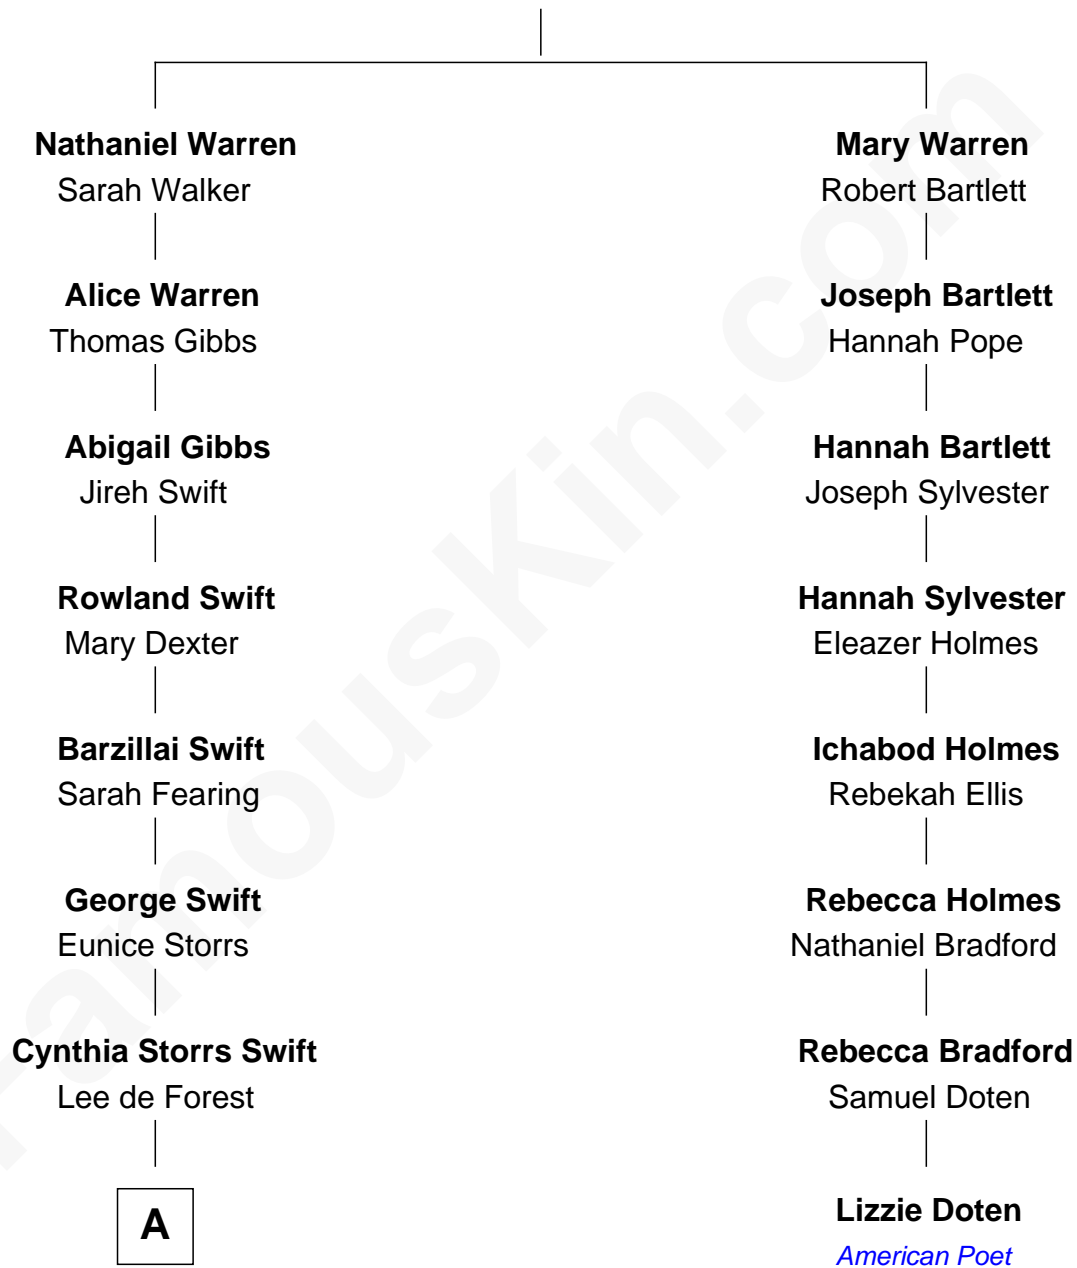 Nathaniel Warren
Sarah Walker
Alice Warren
Thomas Gibbs
Abigail Gibbs
Jireh Swift
Rowland Swift
Mary Dexter
Barzillai Swift
Sarah Fearing
George Swift
Eunice Storrs
Cynthia Storrs Swift
Lee de Forest
A
Mary Warren
Robert Bartlett
Joseph Bartlett
Hannah Pope
Hannah Bartlett
Joseph Sylvester
Hannah Sylvester
Eleazer Holmes
Ichabod Holmes
Rebekah Ellis
Rebecca Holmes
Nathaniel Bradford
Rebecca Bradford
Samuel Doten
Lizzie Doten
American Poet
FamousKin.com